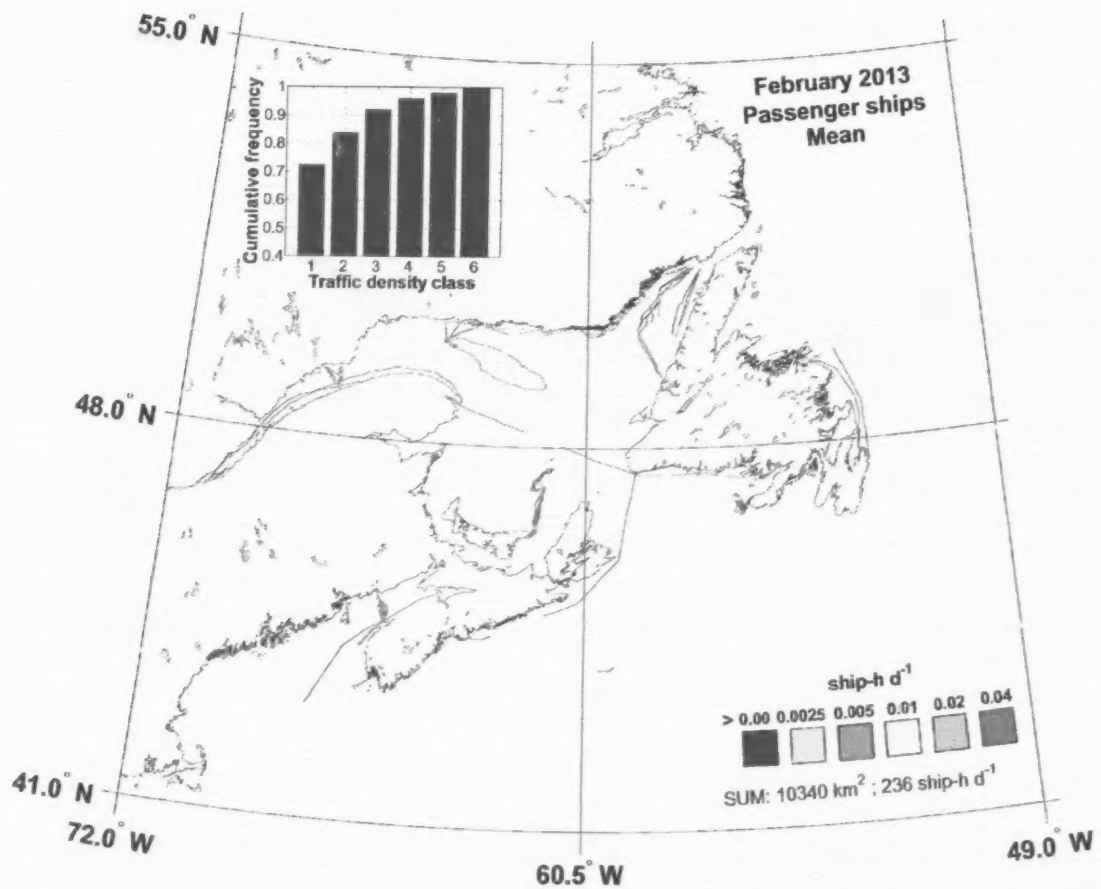 55.0° N
February 2013
Passenger ships
Mean
Cumulative frequency
1
0.9
0.8
0.7
0.6
0.5
0.4
1 2 3 4 5 6
Traffic density class
48.0° N
ship-h d⁻¹
> 0.00 0.0025 0.005 0.01 0.02 0.04
SUM: 10340 km² ; 236 ship-h d⁻¹
41.0° N
72.0° W
60.5° W
49.0° W